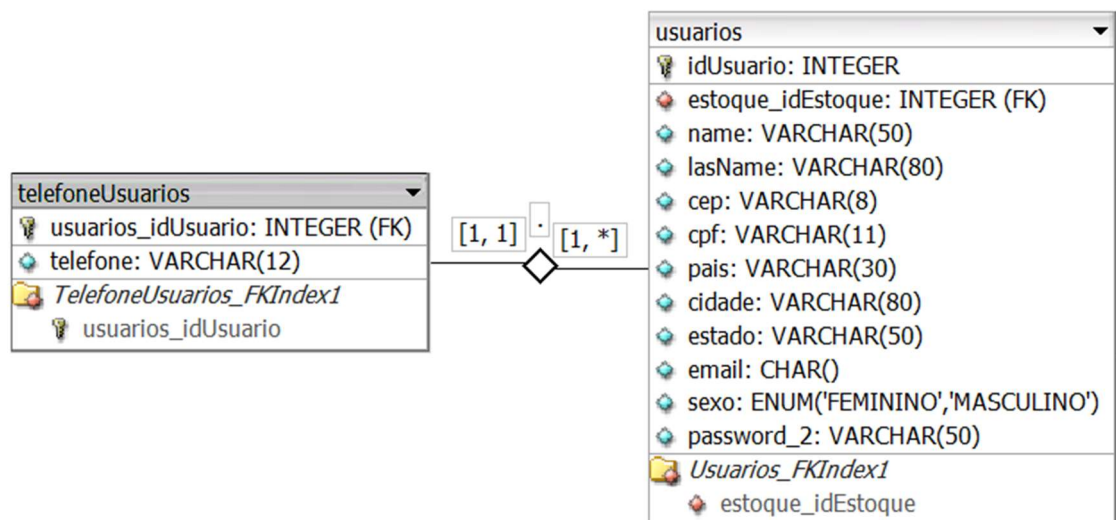 telefoneUsuarios
usuarios_idUsuario: INTEGER (FK)
telefone: VARCHAR(12)
TelefoneUsuarios_FKIndex1
usuarios_idUsuario
[1, 1] . [1, *]
usuarios
idUsuario: INTEGER
estoque_idEstoque: INTEGER (FK)
name: VARCHAR(50)
lasName: VARCHAR(80)
cep: VARCHAR(8)
cpf: VARCHAR(11)
pais: VARCHAR(30)
cidade: VARCHAR(80)
estado: VARCHAR(50)
email: CHAR()
sexo: ENUM('FEMININO','MASCULINO')
password_2: VARCHAR(50)
Usuarios_FKIndex1
estoque_idEstoque